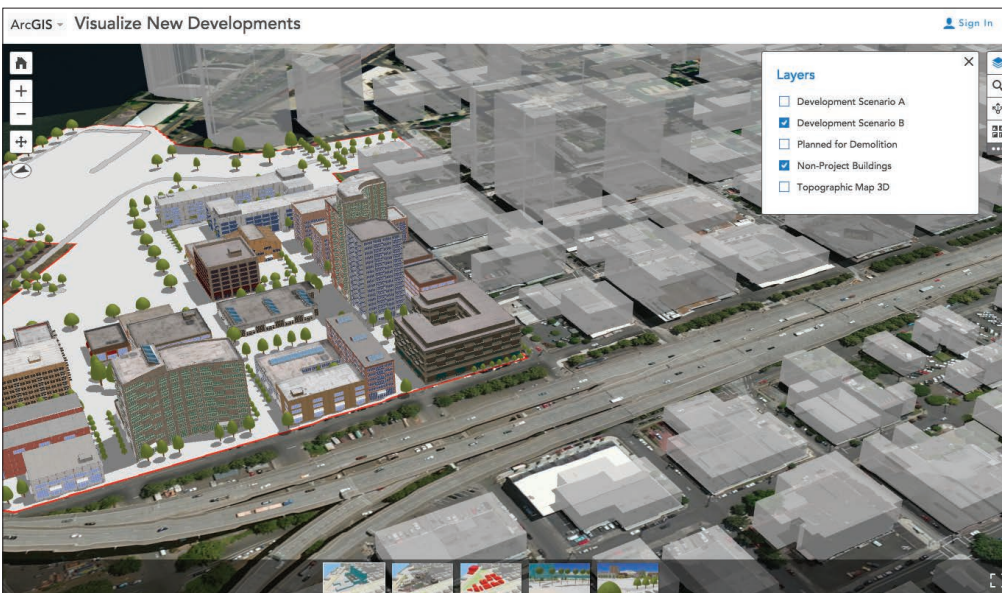 ArcGIS Visualize New Developments
Sign In
Layers
Development Scenario A
Development Scenario B
Planned for Demolition
Non-Project Buildings
Topographic Map 3D